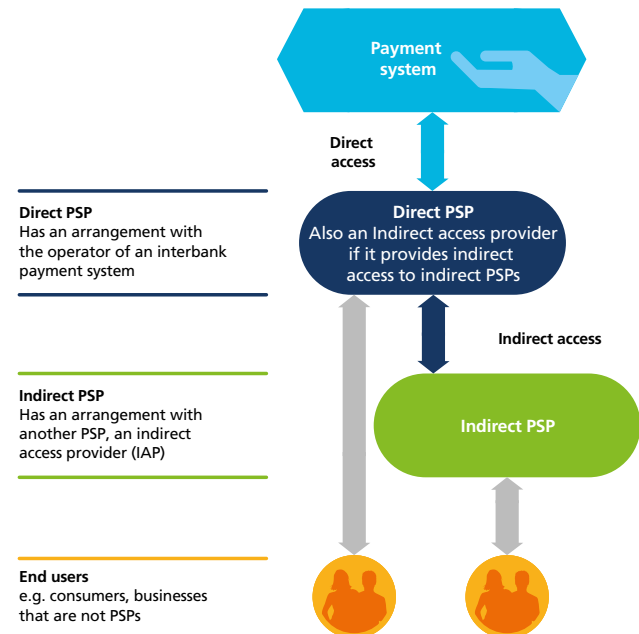 Payment
system
Direct
access
Direct PSP
Has an arrangement with
the operator of an interbank
payment system
Direct PSP
Also an Indirect access provider
if it provides indirect
access to indirect PSPs
Indirect access
Indirect PSP
Has an arrangement with
another PSP, an indirect
access provider (IAP)
Indirect PSP
End users
e.g. consumers, businesses
that are not PSPs